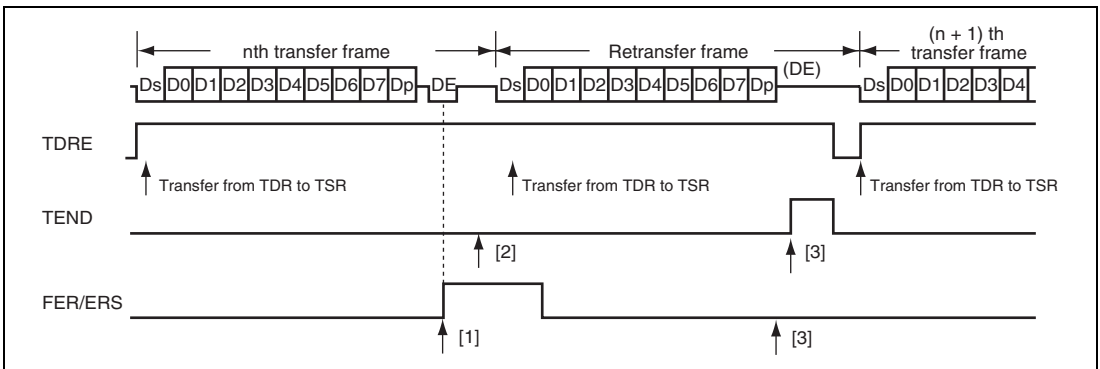 nth transfer frame
Retransfer frame
(n + 1) th
transfer frame
Ds D0 D1 D2 D3 D4 D5 D6 D7 Dp DE
Ds D0 D1 D2 D3 D4 D5 D6 D7 Dp
(DE)
Ds D0 D1 D2 D3 D4
TDRE
Transfer from TDR to TSR
Transfer from TDR to TSR
Transfer from TDR to TSR
TEND
[2]
[3]
FER/ERS
[1]
[3]